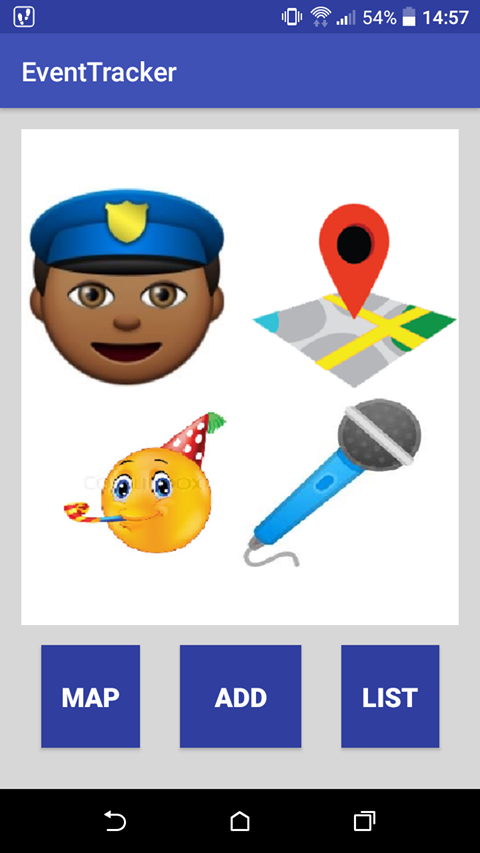 54% 14:57
EventTracker
MAP ADD LIST